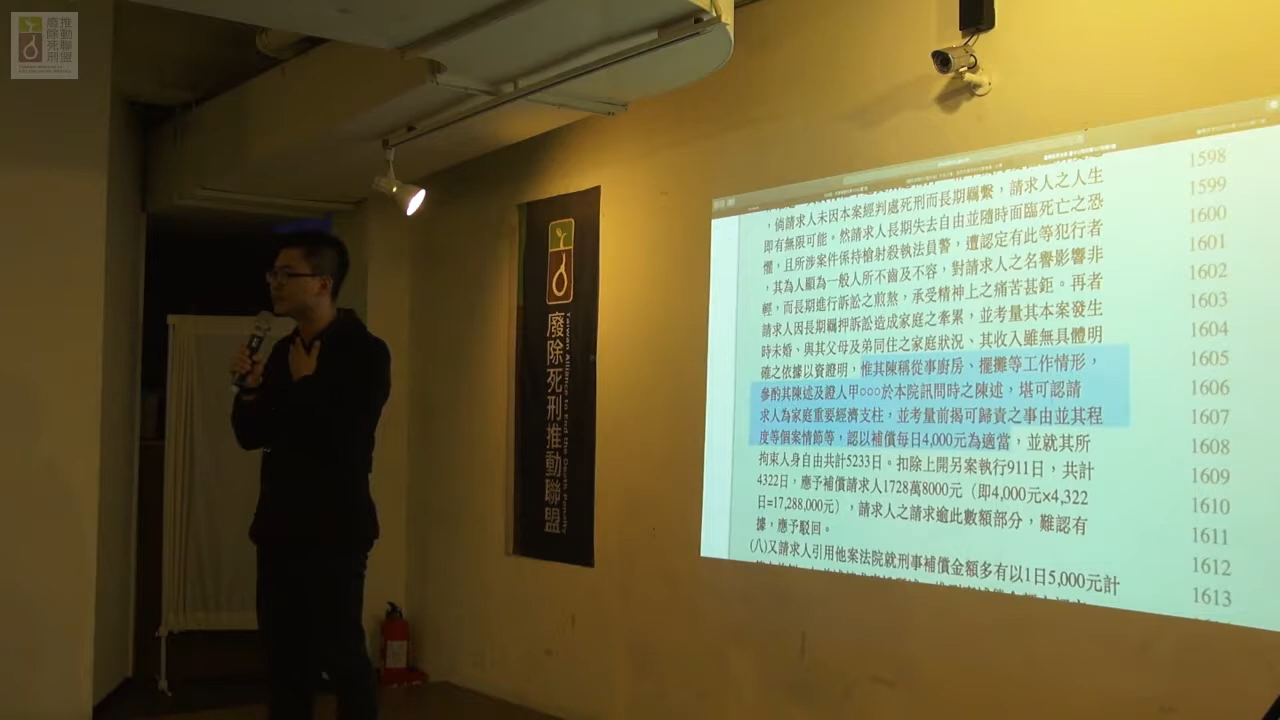 廢除死刑
推動聯盟
廢除死刑推動聯盟
Taiwan Alliance to End the Death Penalty
1598
，倘請求人未因本案經判處死刑而長期羈繫，請求人之人生
1599
即有無限可能。然請求人長期失去自由並隨時面臨死亡之恐
1600
懼，且所涉案件係持槍射殺執法員警，遭認定有此等犯行者
1601
，其為人顯為一般人所不齒及不容，對請求人之名譽影響非
1602
輕，而長期進行訴訟之煎熬，承受精神上之痛苦甚鉅。再者
1603
請求人因長期羈押訴訟造成家庭之牽累，並考量其本案發生
1604
時未婚、與其父母及弟同住之家庭狀況、其收入雖無具體明
1605
確之依據以資證明，惟其陳稱從事廚房、擺攤等工作情形，
1606
參酌其陳述及證人甲○○○於本院訊問時之陳述，堪可認請
1607
求人為家庭重要經濟支柱，並考量前揭可歸責之事由並其程
1608
度等個案情節等，認以補償每日4,000元為適當，並就其所
1609
拘束人身自由共計5233日。扣除上開另案執行911日，共計
1610
4322日，應予補償請求人1728萬8000元（即4,000元×4,322
1611
日=17,288,000元），請求人之請求逾此數額部分，難認有
1612
據，應予駁回。
1613
(八)又請求人引用他案法院就刑事補償金額多有以1日5,000元計